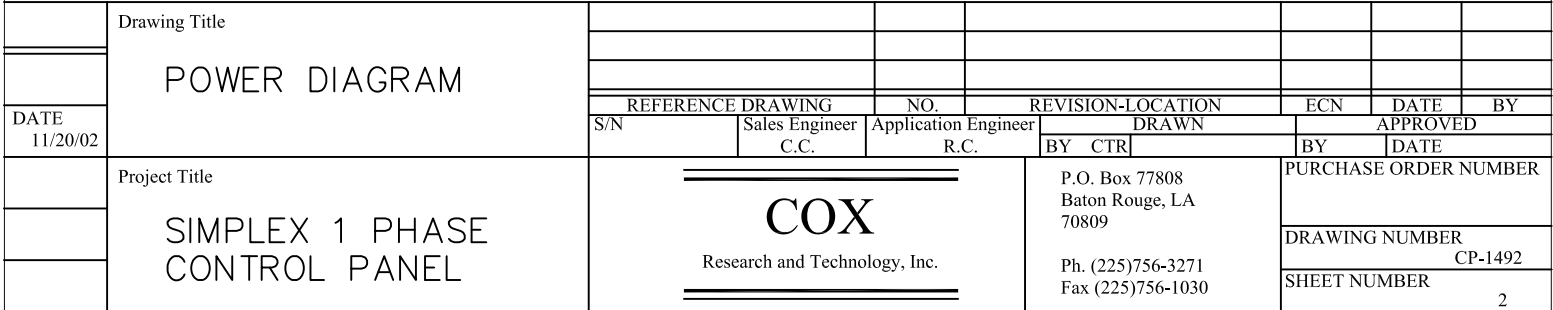 Drawing Title
POWER DIAGRAM
DATE
11/20/02
REFERENCE DRAWING NO. REVISION-LOCATION ECN DATE BY
S/N Sales Engineer Application Engineer DRAWN APPROVED
C.C. R.C. BY CTR BY DATE
Project Title
SIMPLEX 1 PHASE
CONTROL PANEL
COX
Research and Technology, Inc.
P.O. Box 77808
Baton Rouge, LA
70809
Ph. (225)756-3271
Fax (225)756-1030
PURCHASE ORDER NUMBER
DRAWING NUMBER
CP-1492
SHEET NUMBER
2